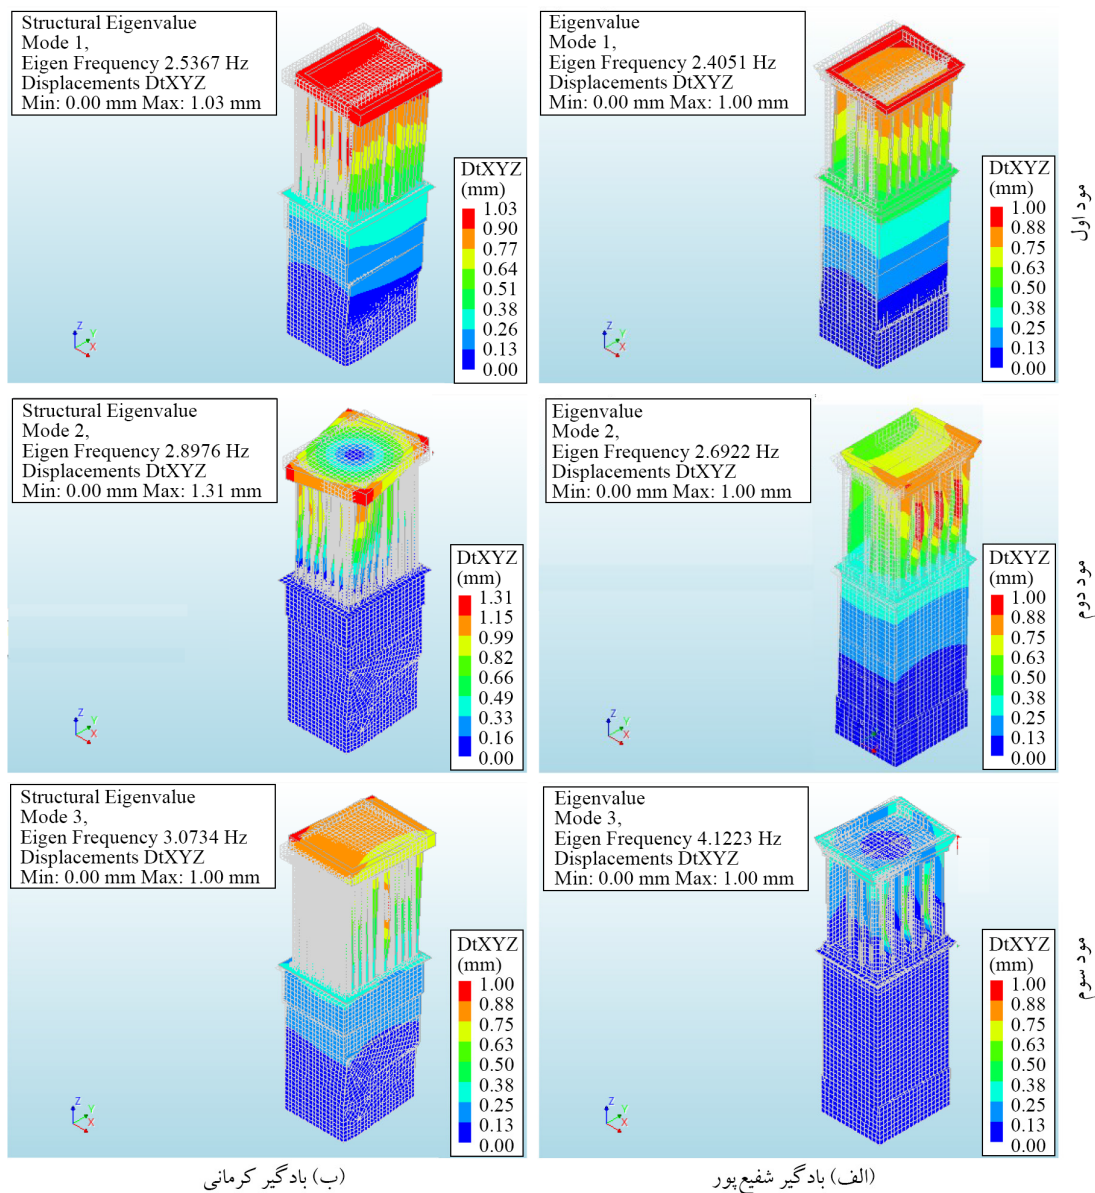 Structural Eigenvalue
Mode 1,
Eigen Frequency 2.5367 Hz
Displacements DtXYZ
Min: 0.00 mm Max: 1.03 mm
DtXYZ
(mm)
1.03
0.90
0.77
0.64
0.51
0.38
0.26
0.13
0.00
Z
Y
X
Eigenvalue
Mode 1,
Eigen Frequency 2.4051 Hz
Displacements DtXYZ
Min: 0.00 mm Max: 1.00 mm
DtXYZ
(mm)
1.00
0.88
0.75
0.63
0.50
0.38
0.25
0.13
0.00
Z
Y
X
مود اول
Structural Eigenvalue
Mode 2,
Eigen Frequency 2.8976 Hz
Displacements DtXYZ
Min: 0.00 mm Max: 1.31 mm
DtXYZ
(mm)
1.31
1.15
0.99
0.82
0.66
0.49
0.33
0.16
0.00
Z
Y
X
Eigenvalue
Mode 2,
Eigen Frequency 2.6922 Hz
Displacements DtXYZ
Min: 0.00 mm Max: 1.00 mm
DtXYZ
(mm)
1.00
0.88
0.75
0.63
0.50
0.38
0.25
0.13
0.00
Z
Y
X
مود دوم
Structural Eigenvalue
Mode 3,
Eigen Frequency 3.0734 Hz
Displacements DtXYZ
Min: 0.00 mm Max: 1.00 mm
DtXYZ
(mm)
1.00
0.88
0.75
0.63
0.50
0.38
0.25
0.13
0.00
Z
Y
X
Eigenvalue
Mode 3,
Eigen Frequency 4.1223 Hz
Displacements DtXYZ
Min: 0.00 mm Max: 1.00 mm
DtXYZ
(mm)
1.00
0.88
0.75
0.63
0.50
0.38
0.25
0.13
0.00
Z
Y
X
مود سوم
(الف) بادگیر شفیع‌پور
(ب) بادگیر کرمانی